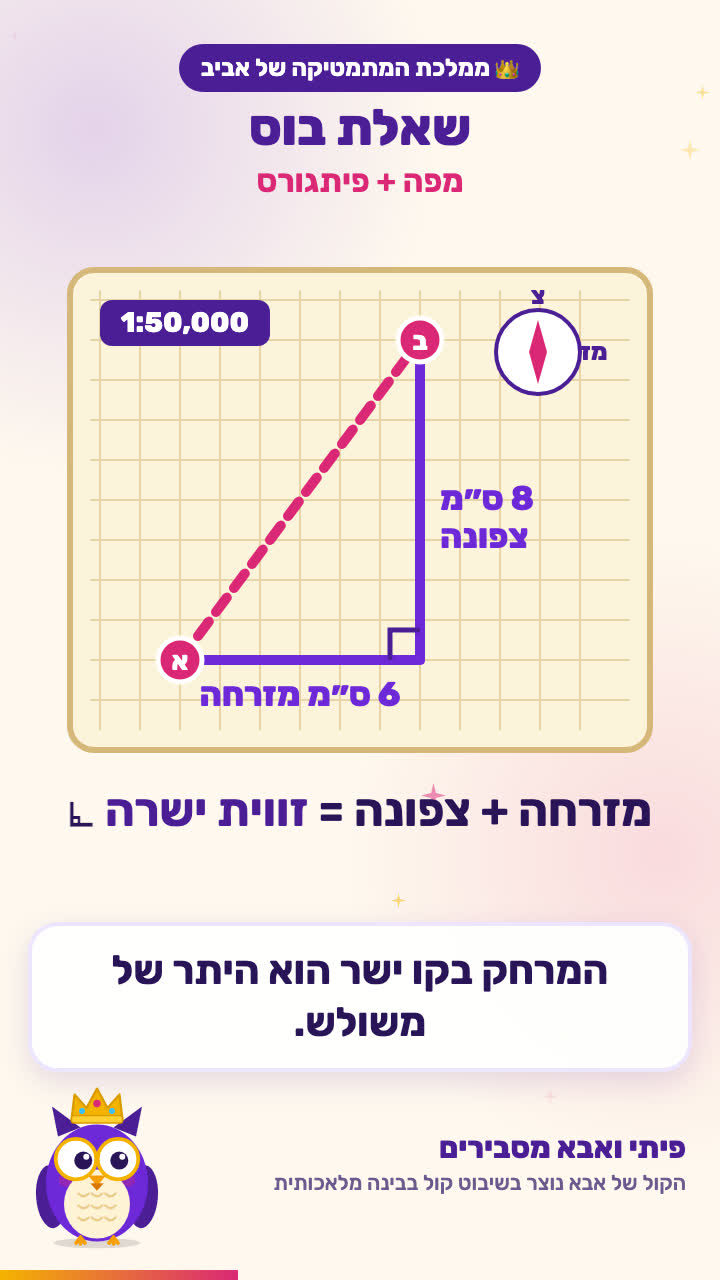 👑 ממלכת המתמטיקה של אביב
שאלת בוס
מפה + פיתגורס
1:50,000
צ
מז
ב
8 ס״מ
צפונה
א
6 ס״מ מזרחה
מזרחה + צפונה = זווית ישרה
המרחק בקו ישר הוא היתר של
משולש.
פיתי ואבא מסבירים
הקול של אבא נוצר בשיבוט קול בבינה מלאכותית